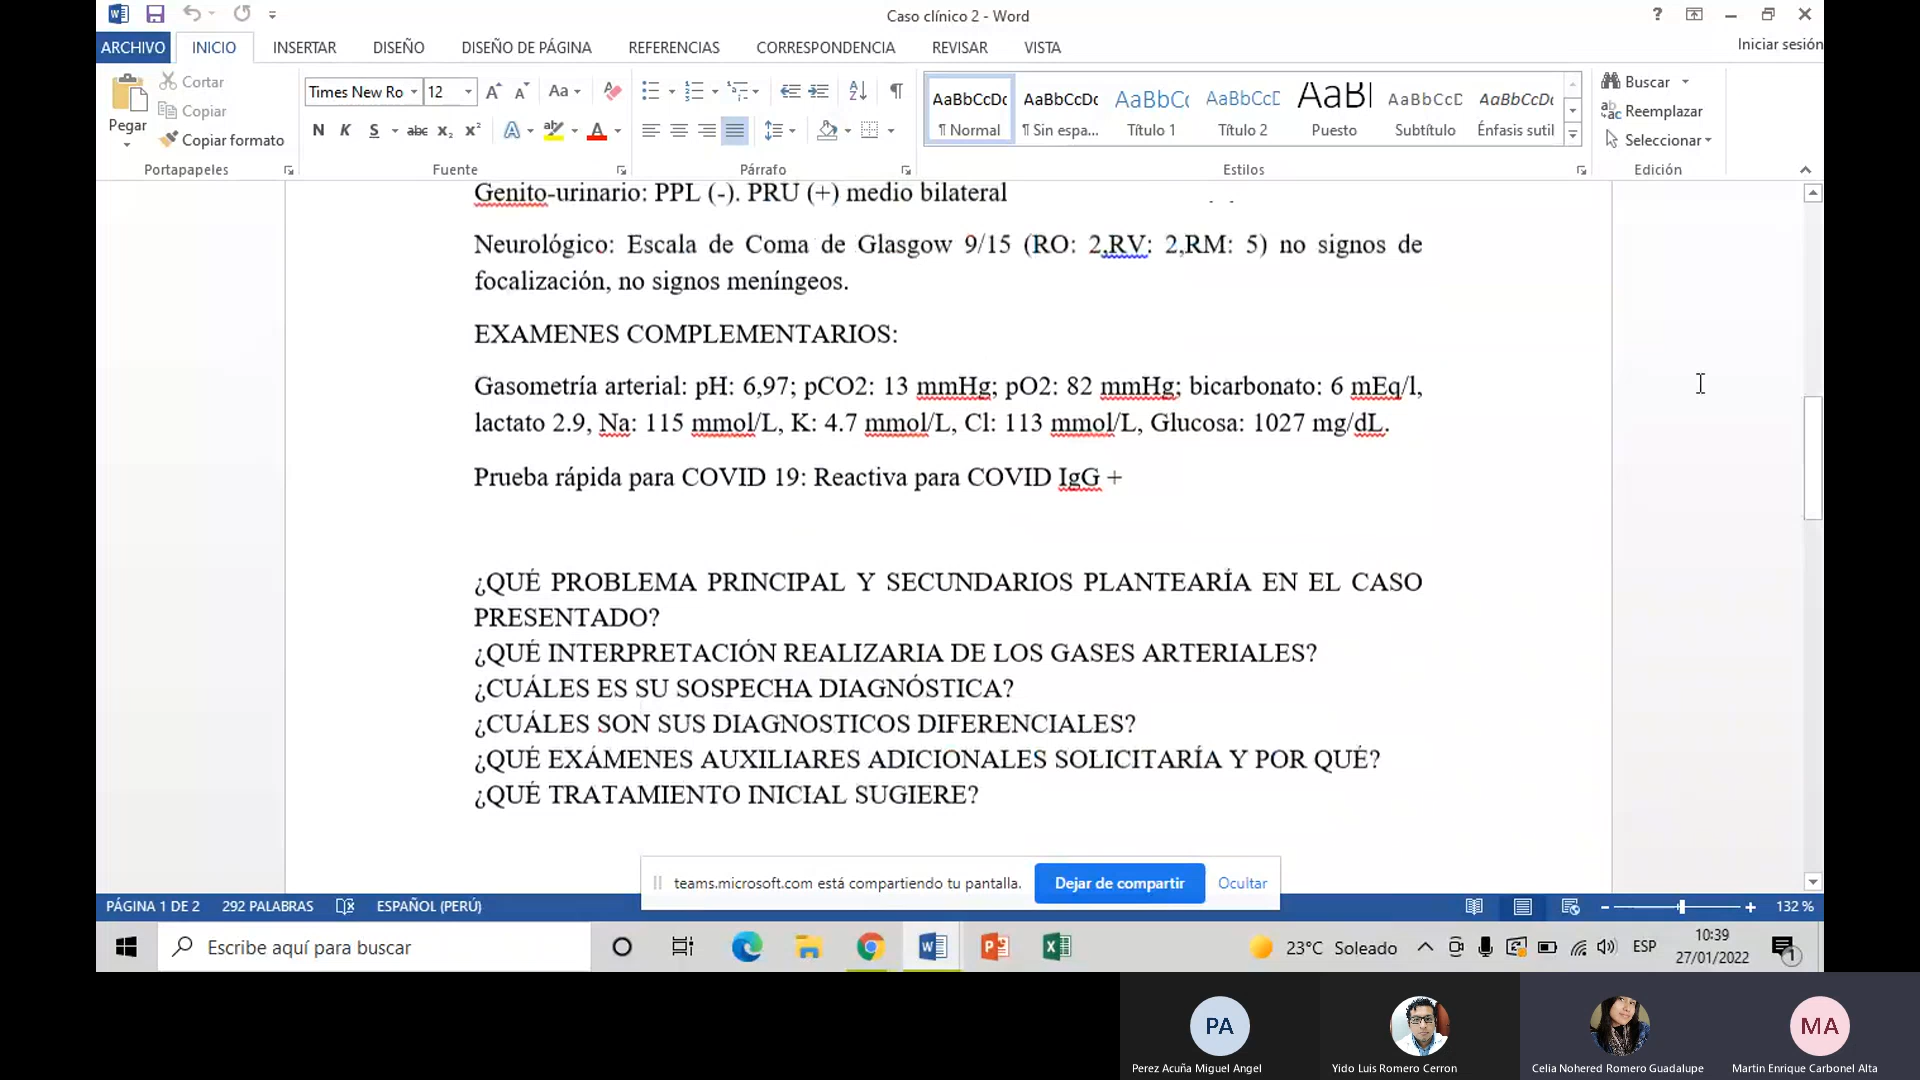 Caso clínico 2 - Word
?
ARCHIVO INICIO INSERTAR DISEÑO DISEÑO DE PÁGINA REFERENCIAS CORRESPONDENCIA REVISAR VISTA Iniciar sesión
Pegar
Cortar
Copiar
Copiar formato
Portapapeles
Times New Ro 12
N K S abc x₂ x²
Fuente
Párrafo
AaBbCcDc AaBbCcDc AaBbCc AaBbCcC AaBl AaBbCcD AaBbCcDc
¶ Normal ¶ Sin espa... Título 1 Título 2 Puesto Subtítulo Énfasis sutil
Estilos
Buscar
Reemplazar
Seleccionar
Edición
Genito-urinario: PPL (-). PRU (+) medio bilateral
Neurológico: Escala de Coma de Glasgow 9/15 (RO: 2,RV: 2,RM: 5) no signos de
focalización, no signos meníngeos.
EXAMENES COMPLEMENTARIOS:
Gasometría arterial: pH: 6,97; pCO2: 13 mmHg; pO2: 82 mmHg; bicarbonato: 6 mEq/l,
lactato 2.9, Na: 115 mmol/L, K: 4.7 mmol/L, Cl: 113 mmol/L, Glucosa: 1027 mg/dL.
Prueba rápida para COVID 19: Reactiva para COVID IgG +
¿QUÉ PROBLEMA PRINCIPAL Y SECUNDARIOS PLANTEARÍA EN EL CASO
PRESENTADO?
¿QUÉ INTERPRETACIÓN REALIZARIA DE LOS GASES ARTERIALES?
¿CUÁLES ES SU SOSPECHA DIAGNÓSTICA?
¿CUÁLES SON SUS DIAGNOSTICOS DIFERENCIALES?
¿QUÉ EXÁMENES AUXILIARES ADICIONALES SOLICITARÍA Y POR QUÉ?
¿QUÉ TRATAMIENTO INICIAL SUGIERE?
teams.microsoft.com está compartiendo tu pantalla. Dejar de compartir Ocultar
PÁGINA 1 DE 2 292 PALABRAS ESPAÑOL (PERÚ) 132 %
Escribe aquí para buscar
23°C Soleado ESP
10:39
27/01/2022
1
PA MA
Perez Acuña Miguel Angel Yido Luis Romero Cerron Celia Nohered Romero Guadalupe Martin Enrique Carbonel Alta